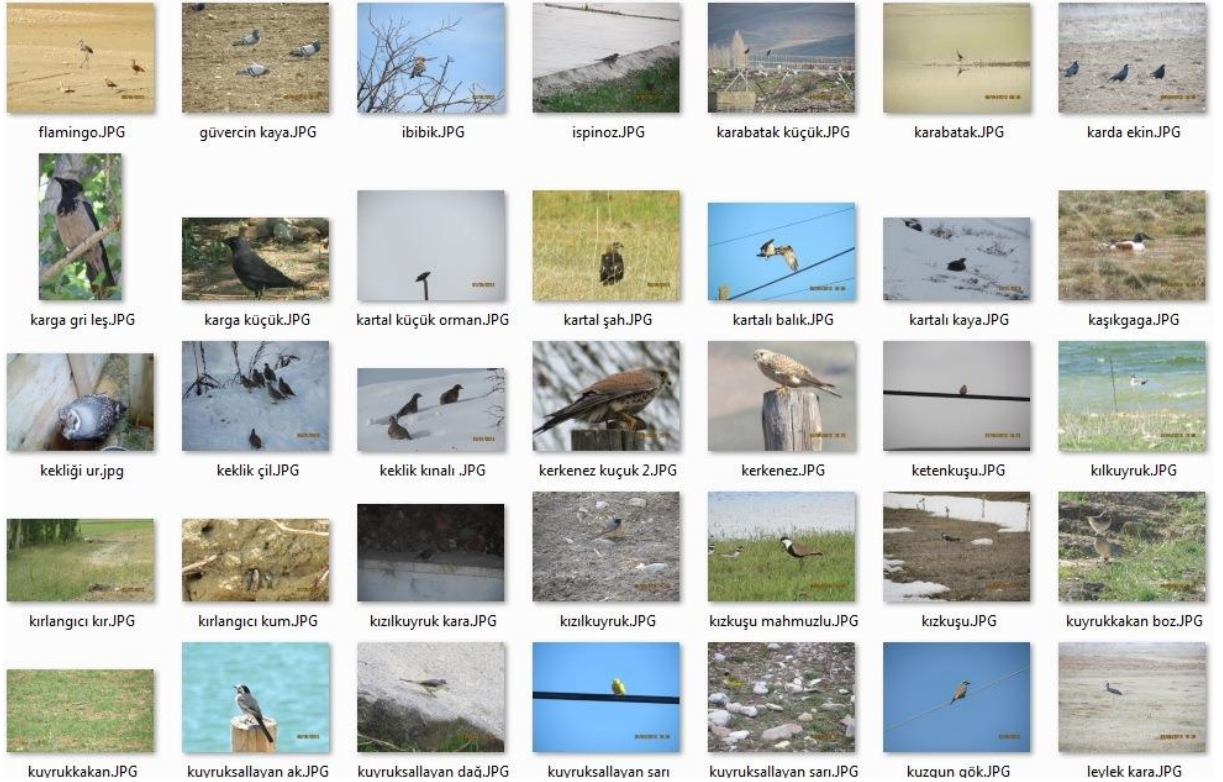 flamingo.JPG
güvercin kaya.JPG
ibibik.JPG
ispinoz.JPG
karabatak küçük.JPG
karabatak.JPG
karda ekin.JPG
karga gri leş.JPG
karga küçük.JPG
kartal küçük orman.JPG
kartal şah.JPG
kartalı balık.JPG
kartalı kaya.JPG
kaşıkgaga.JPG
kekliği ur.jpg
keklik çil.JPG
keklik kınalı .JPG
kerkenez kuçuk 2.JPG
kerkenez.JPG
ketenkuşu.JPG
kılkuyruk.JPG
kırlangıcı kır.JPG
kırlangıcı kum.JPG
kızılkuyruk kara.JPG
kızılkuyruk.JPG
kızkuşu mahmuzlu.JPG
kızkuşu.JPG
kuyrukkakan boz.JPG
kuyrukkakan.JPG
kuyruksallayan ak.JPG
kuyruksallayan dağ.JPG
kuyruksallayan sarı
kuyruksallayan sarı.JPG
kuzgun gök.JPG
leylek kara.JPG